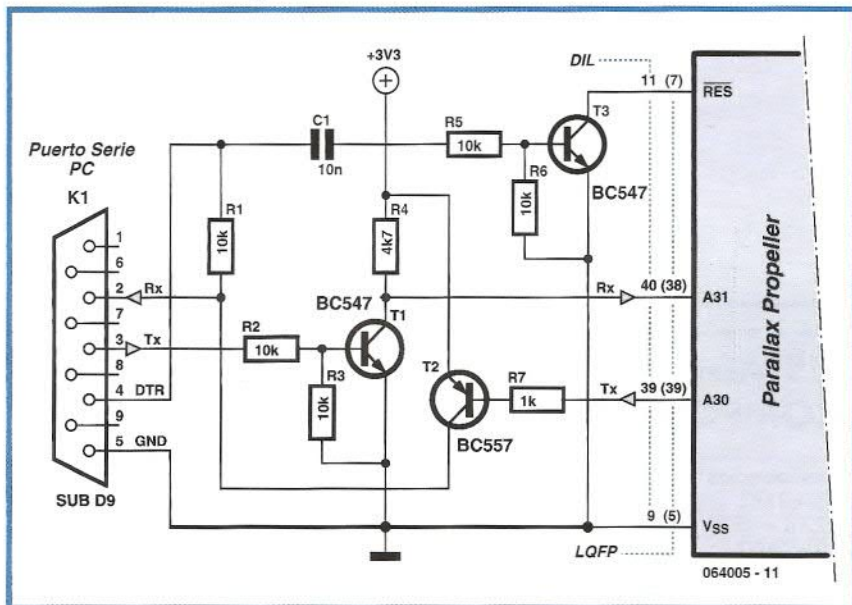 +3V3
DIL
11 (7)
RES
T3
C1
10n
R5
10k
R6
10k
BC547
Puerto Serie
PC
K1
R1
10k
R4
4k7
1
6
2
Rx
7
3
Tx
8
4
DTR
9
5
GND
SUB D9
BC547
T1
R2
10k
R3
10k
Rx
40 (38)
A31
T2
R7
1k
Tx
39 (39)
A30
BC557
Parallax Propeller
9 (5)
VSS
LQFP
064005 - 11